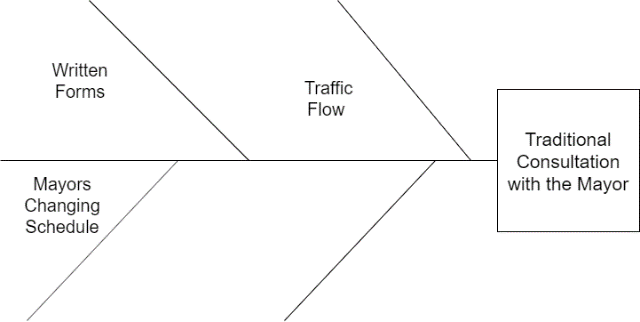 Written
Forms
Traffic
Flow
Traditional
Consultation
with the Mayor
Mayors
Changing
Schedule